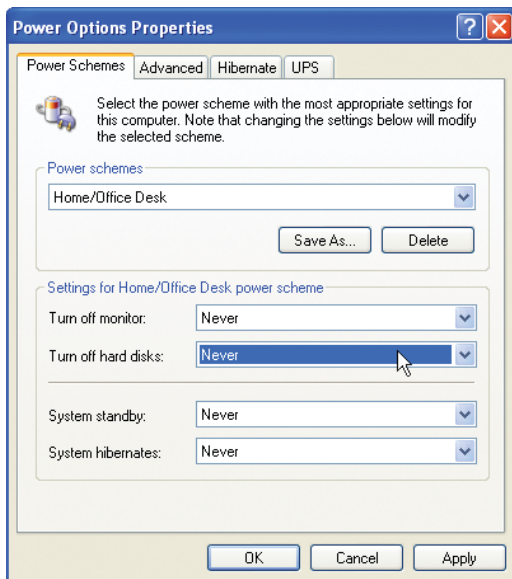 Power Options Properties
Power Schemes Advanced Hibernate UPS
Select the power scheme with the most appropriate settings for
this computer. Note that changing the settings below will modify
the selected scheme.
Power schemes
Home/Office Desk
Save As... Delete
Settings for Home/Office Desk power scheme
Turn off monitor: Never
Turn off hard disks: Never
System standby: Never
System hibernates: Never
OK Cancel Apply